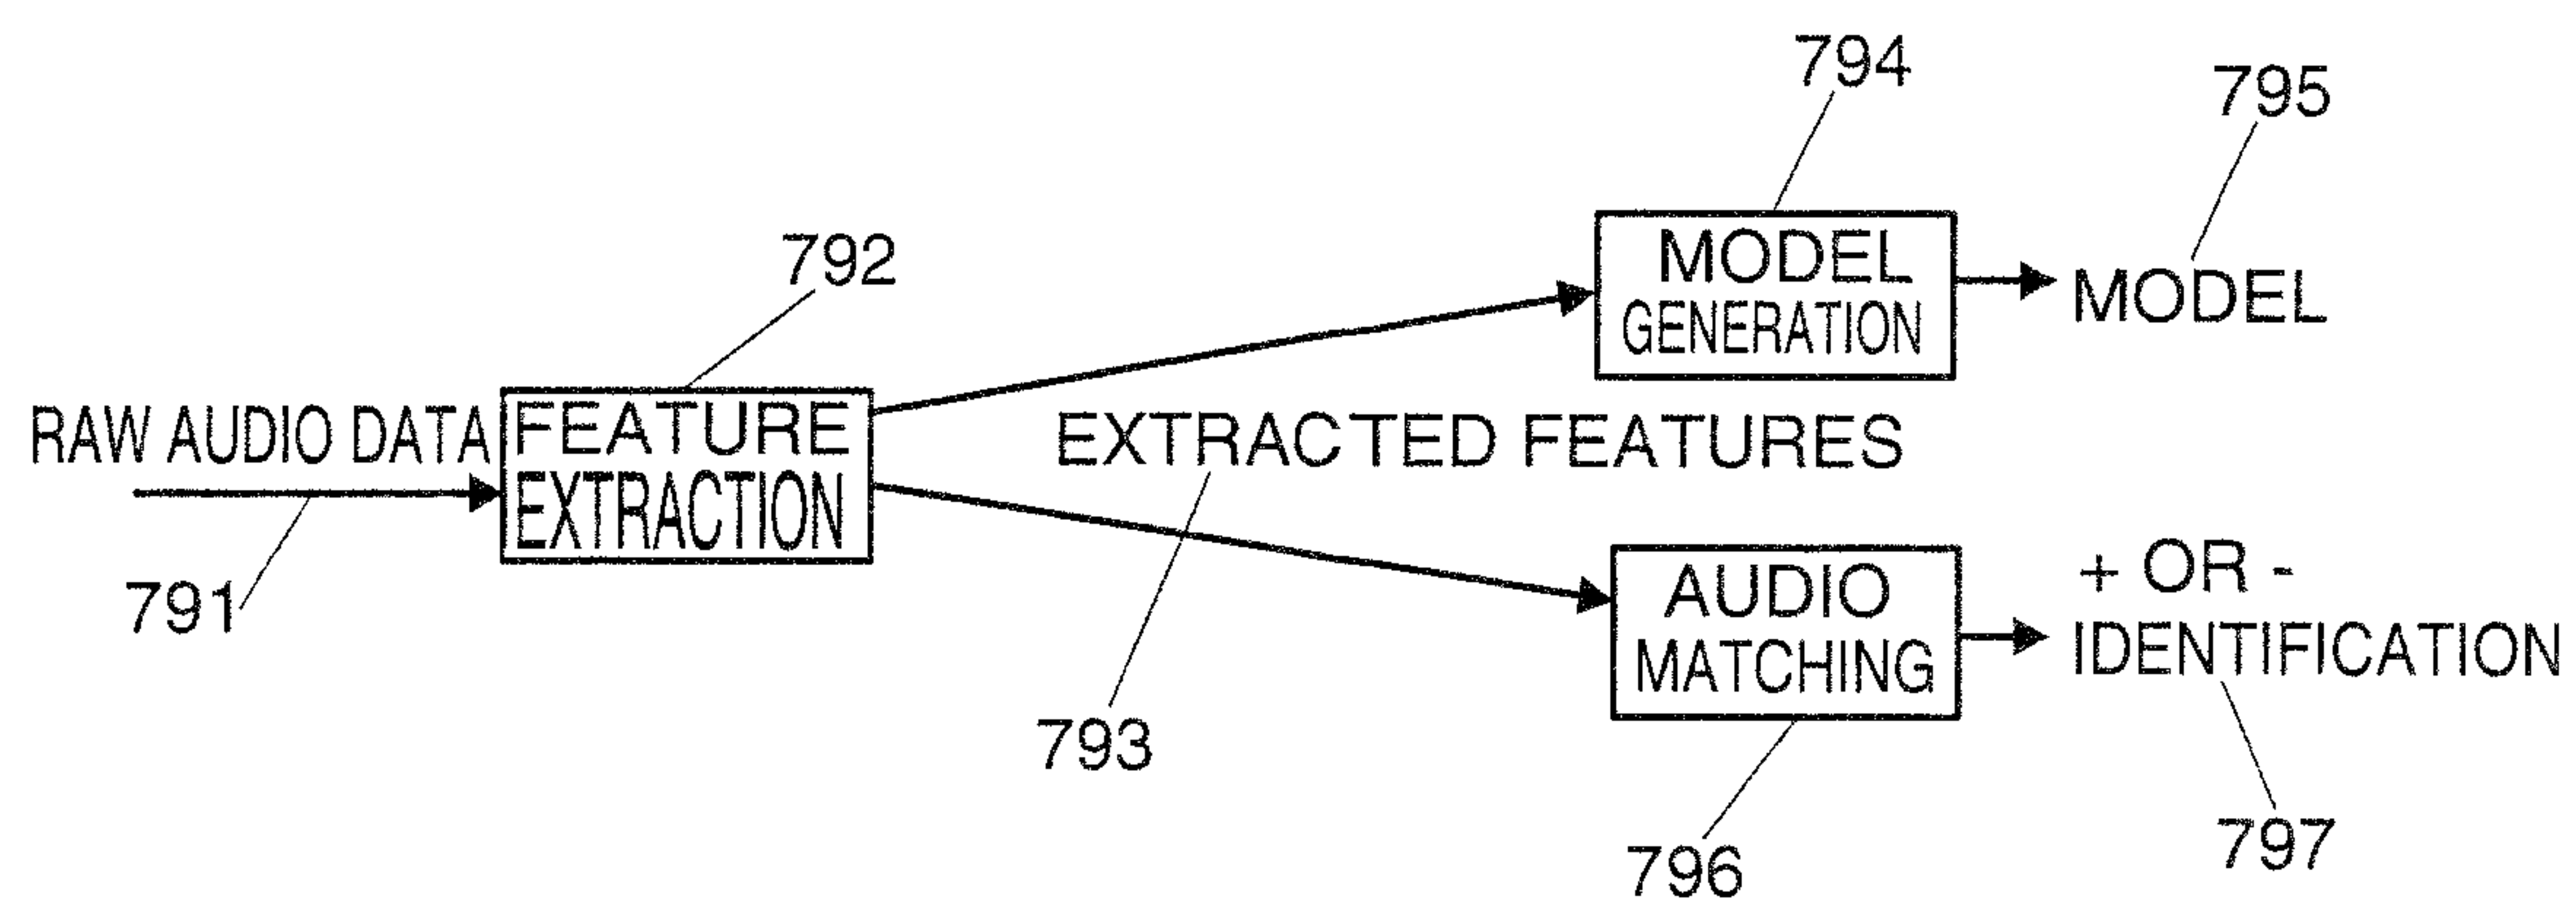 794
795
792
MODEL
GENERATION
MODEL
RAW AUDIO DATA
FEATURE
EXTRACTION
EXTRACTED FEATURES
791
793
AUDIO
MATCHING
+ OR -
IDENTIFICATION
796
797